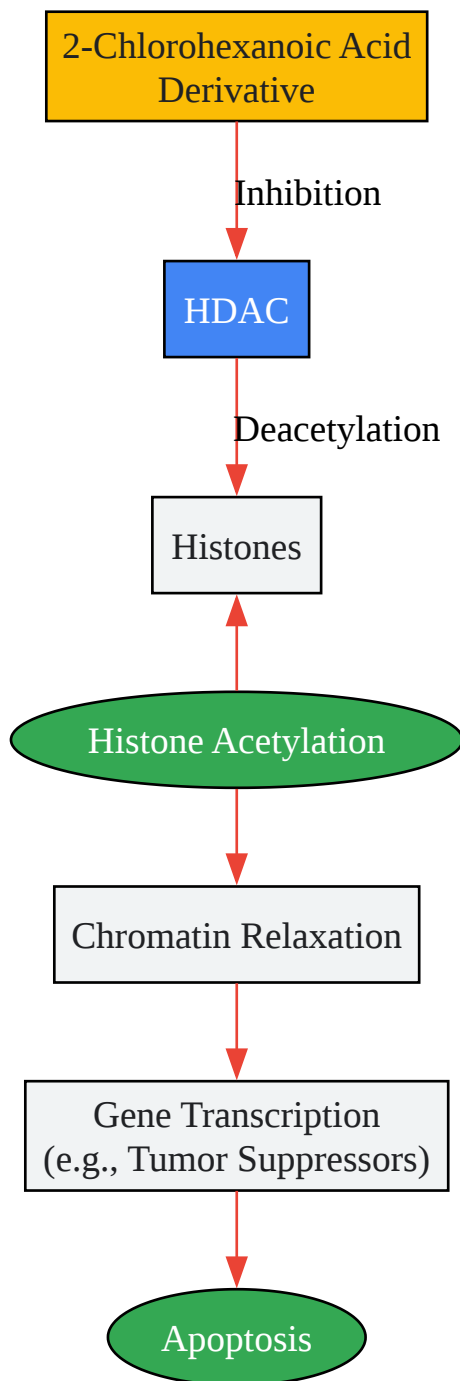 2-Chlorohexanoic Acid
Derivative
Inhibition
HDAC
Deacetylation
Histones
Histone Acetylation
Chromatin Relaxation
Gene Transcription
(e.g., Tumor Suppressors)
Apoptosis